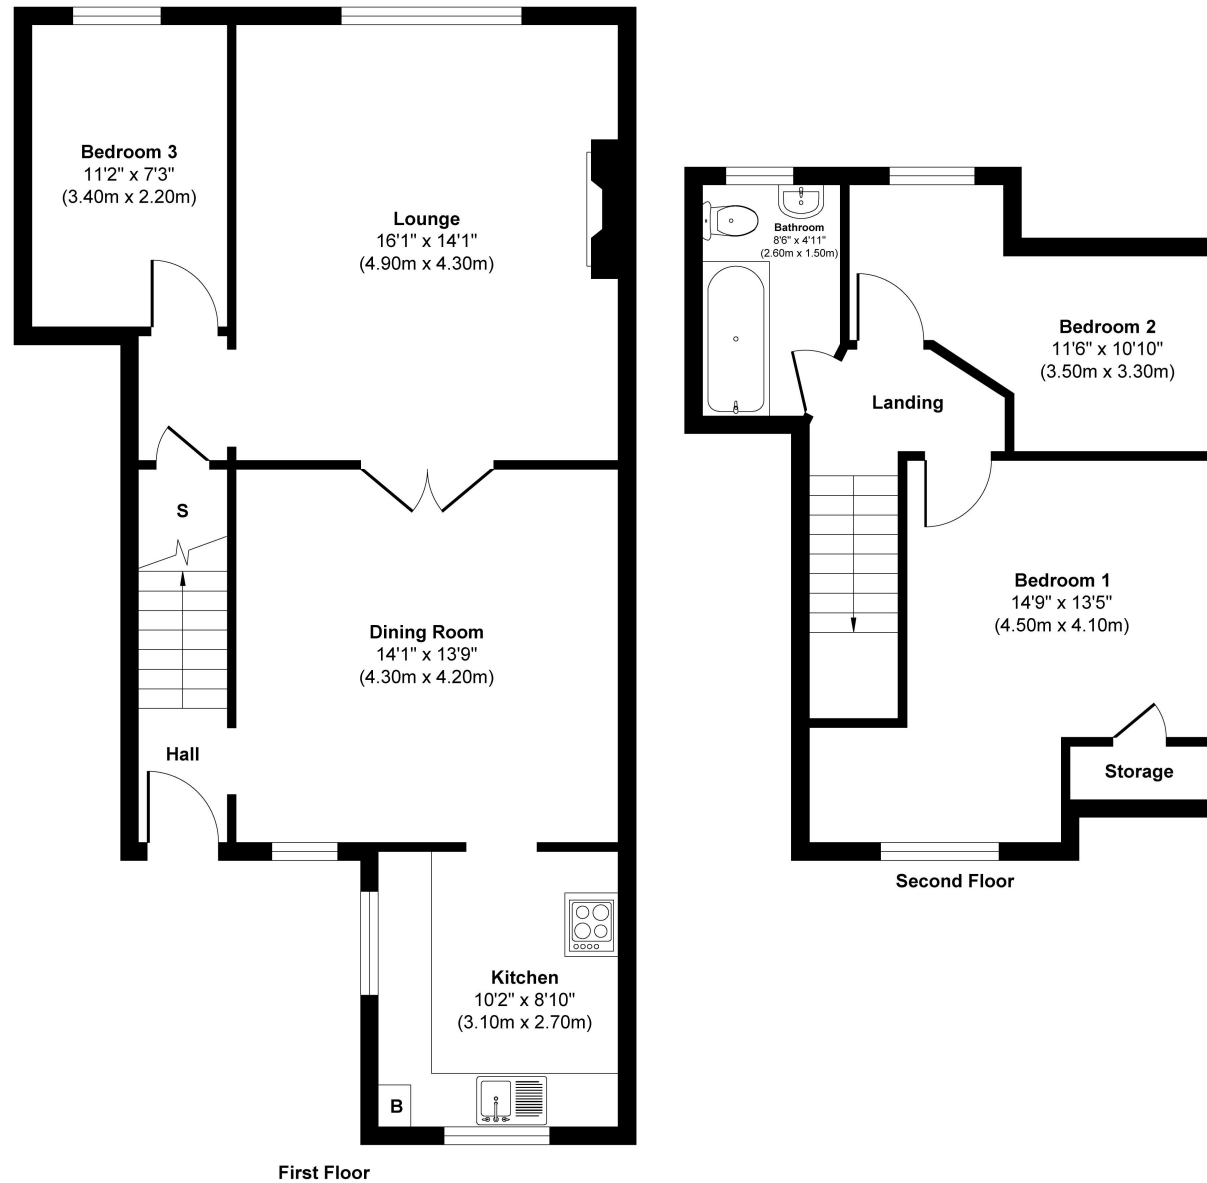 Bedroom 3
11'2" x 7'3"
(3.40m x 2.20m)
Lounge
16'1" x 14'1"
(4.90m x 4.30m)
S
Dining Room
14'1" x 13'9"
(4.30m x 4.20m)
Hall
Kitchen
10'2" x 8'10"
(3.10m x 2.70m)
B
First Floor
Bathroom
8'6" x 4'11"
(2.60m x 1.50m)
Bedroom 2
11'6" x 10'10"
(3.50m x 3.30m)
Landing
Bedroom 1
14'9" x 13'5"
(4.50m x 4.10m)
Storage
Second Floor